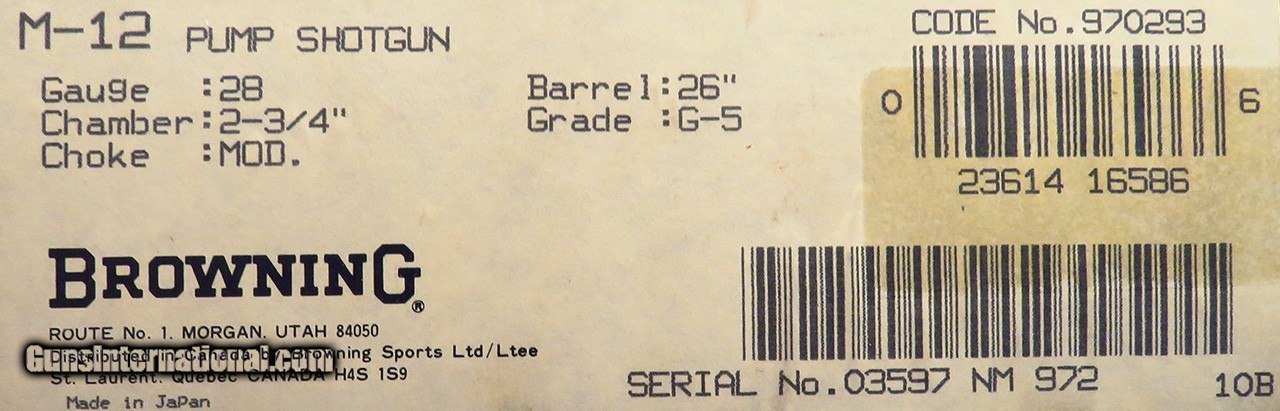 M-12 PUMP SHOTGUN
CODE No.970293
Gauge :28
Barrel:26"
Chamber:2-3/4"
Grade :G-5
Choke :MOD.
0 23614 16586 6
BROWNING®
ROUTE No. 1, MORGAN, UTAH 84050
Distributed in Canada by Browning Sports Ltd/Ltee
GunsInternational.com
St. Laurent, Quebec CANADA H4S 1S9
Made in JaPan
SERIAL No.03597 NM 972
10B